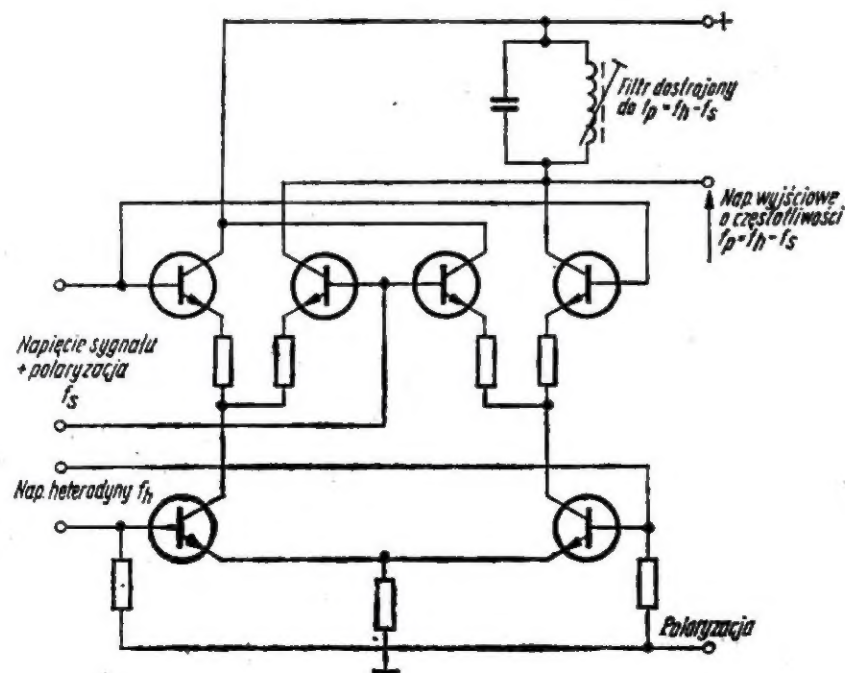 +
Filtr dostrojony
do fp = fh - fs
Nap. wyjściowe
o częstotliwości
fp = fh - fs
Napięcie sygnału
+ polaryzacja
fs
Nap. heterodyny fh
Polaryzacja